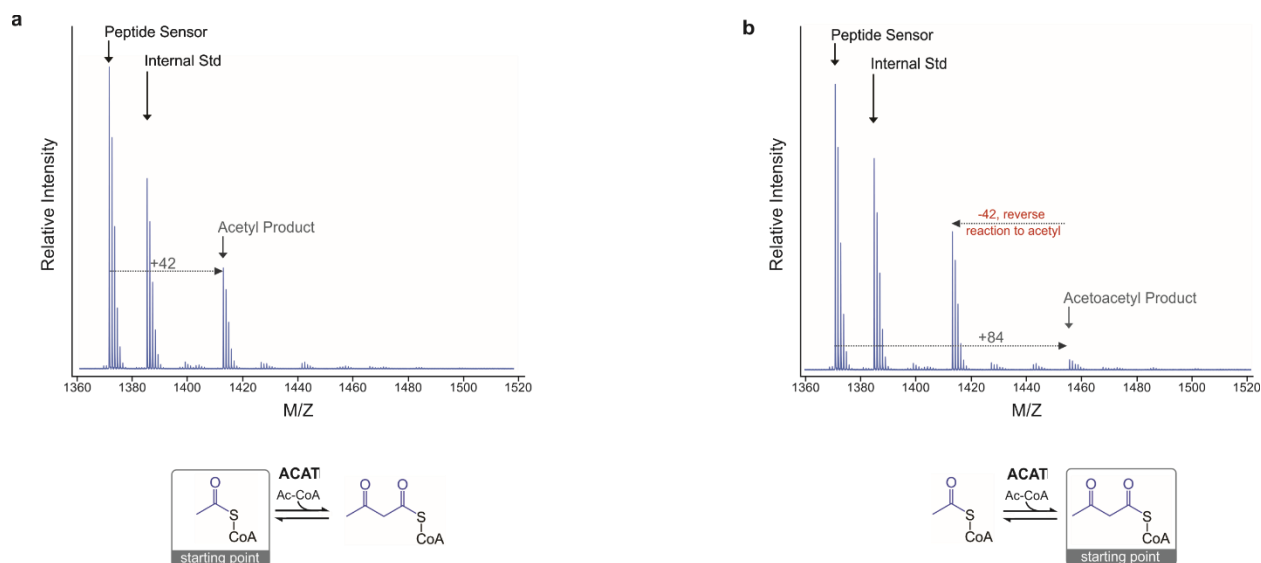 a
Peptide Sensor
Internal Std
Acetyl Product
+42
Relative Intensity
1360 1380 1400 1420 1440 1460 1480 1500 1520
M/Z
ACAT
Ac-CoA
O
S
CoA
starting point
O O
S
CoA
b
Peptide Sensor
Internal Std
-42, reverse
reaction to acetyl
Acetoacetyl Product
+84
Relative Intensity
1360 1380 1400 1420 1440 1460 1480 1500 1520
M/Z
ACAT
Ac-CoA
O
S
CoA
O O
S
CoA
starting point